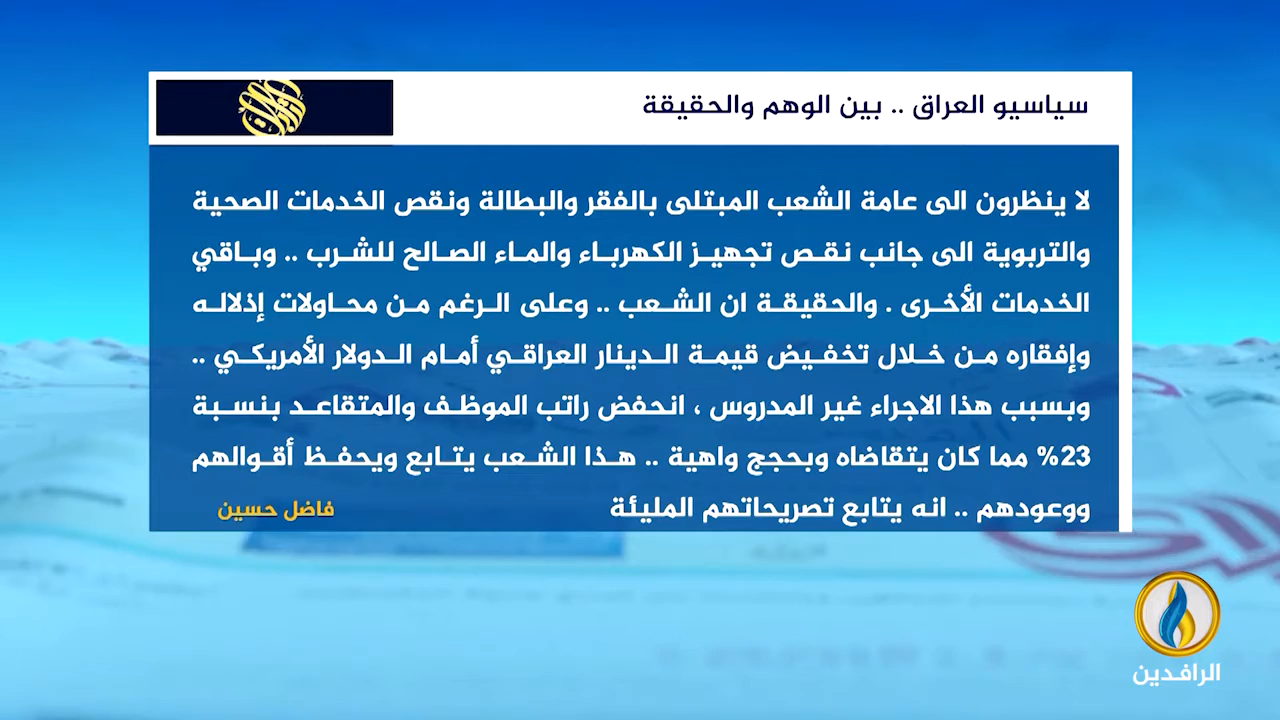 سياسيو العراق .. بين الوهم والحقيقة
لا ينظرون الى عامة الشعب المبتلى بالفقر والبطالة ونقص الخدمات الصحية
والتربوية الى جانب نقص تجهيز الكهرباء والماء الصالح للشرب .. وباقي
الخدمات الأخرى . والحقيقة ان الشعب .. وعلى الرغم من محاولات إذلاله
وإفقاره من خلال تخفيض قيمة الدينار العراقي أمام الدولار الأمريكي ..
وبسبب هذا الاجراء غير المدروس ، انحفض راتب الموظف والمتقاعد بنسبة
23% مما كان يتقاضاه وبحجج واهية .. هذا الشعب يتابع ويحفظ أقوالهم
ووعودهم .. انه يتابع تصريحاتهم المليئة
فاضل حسين
الرافدين